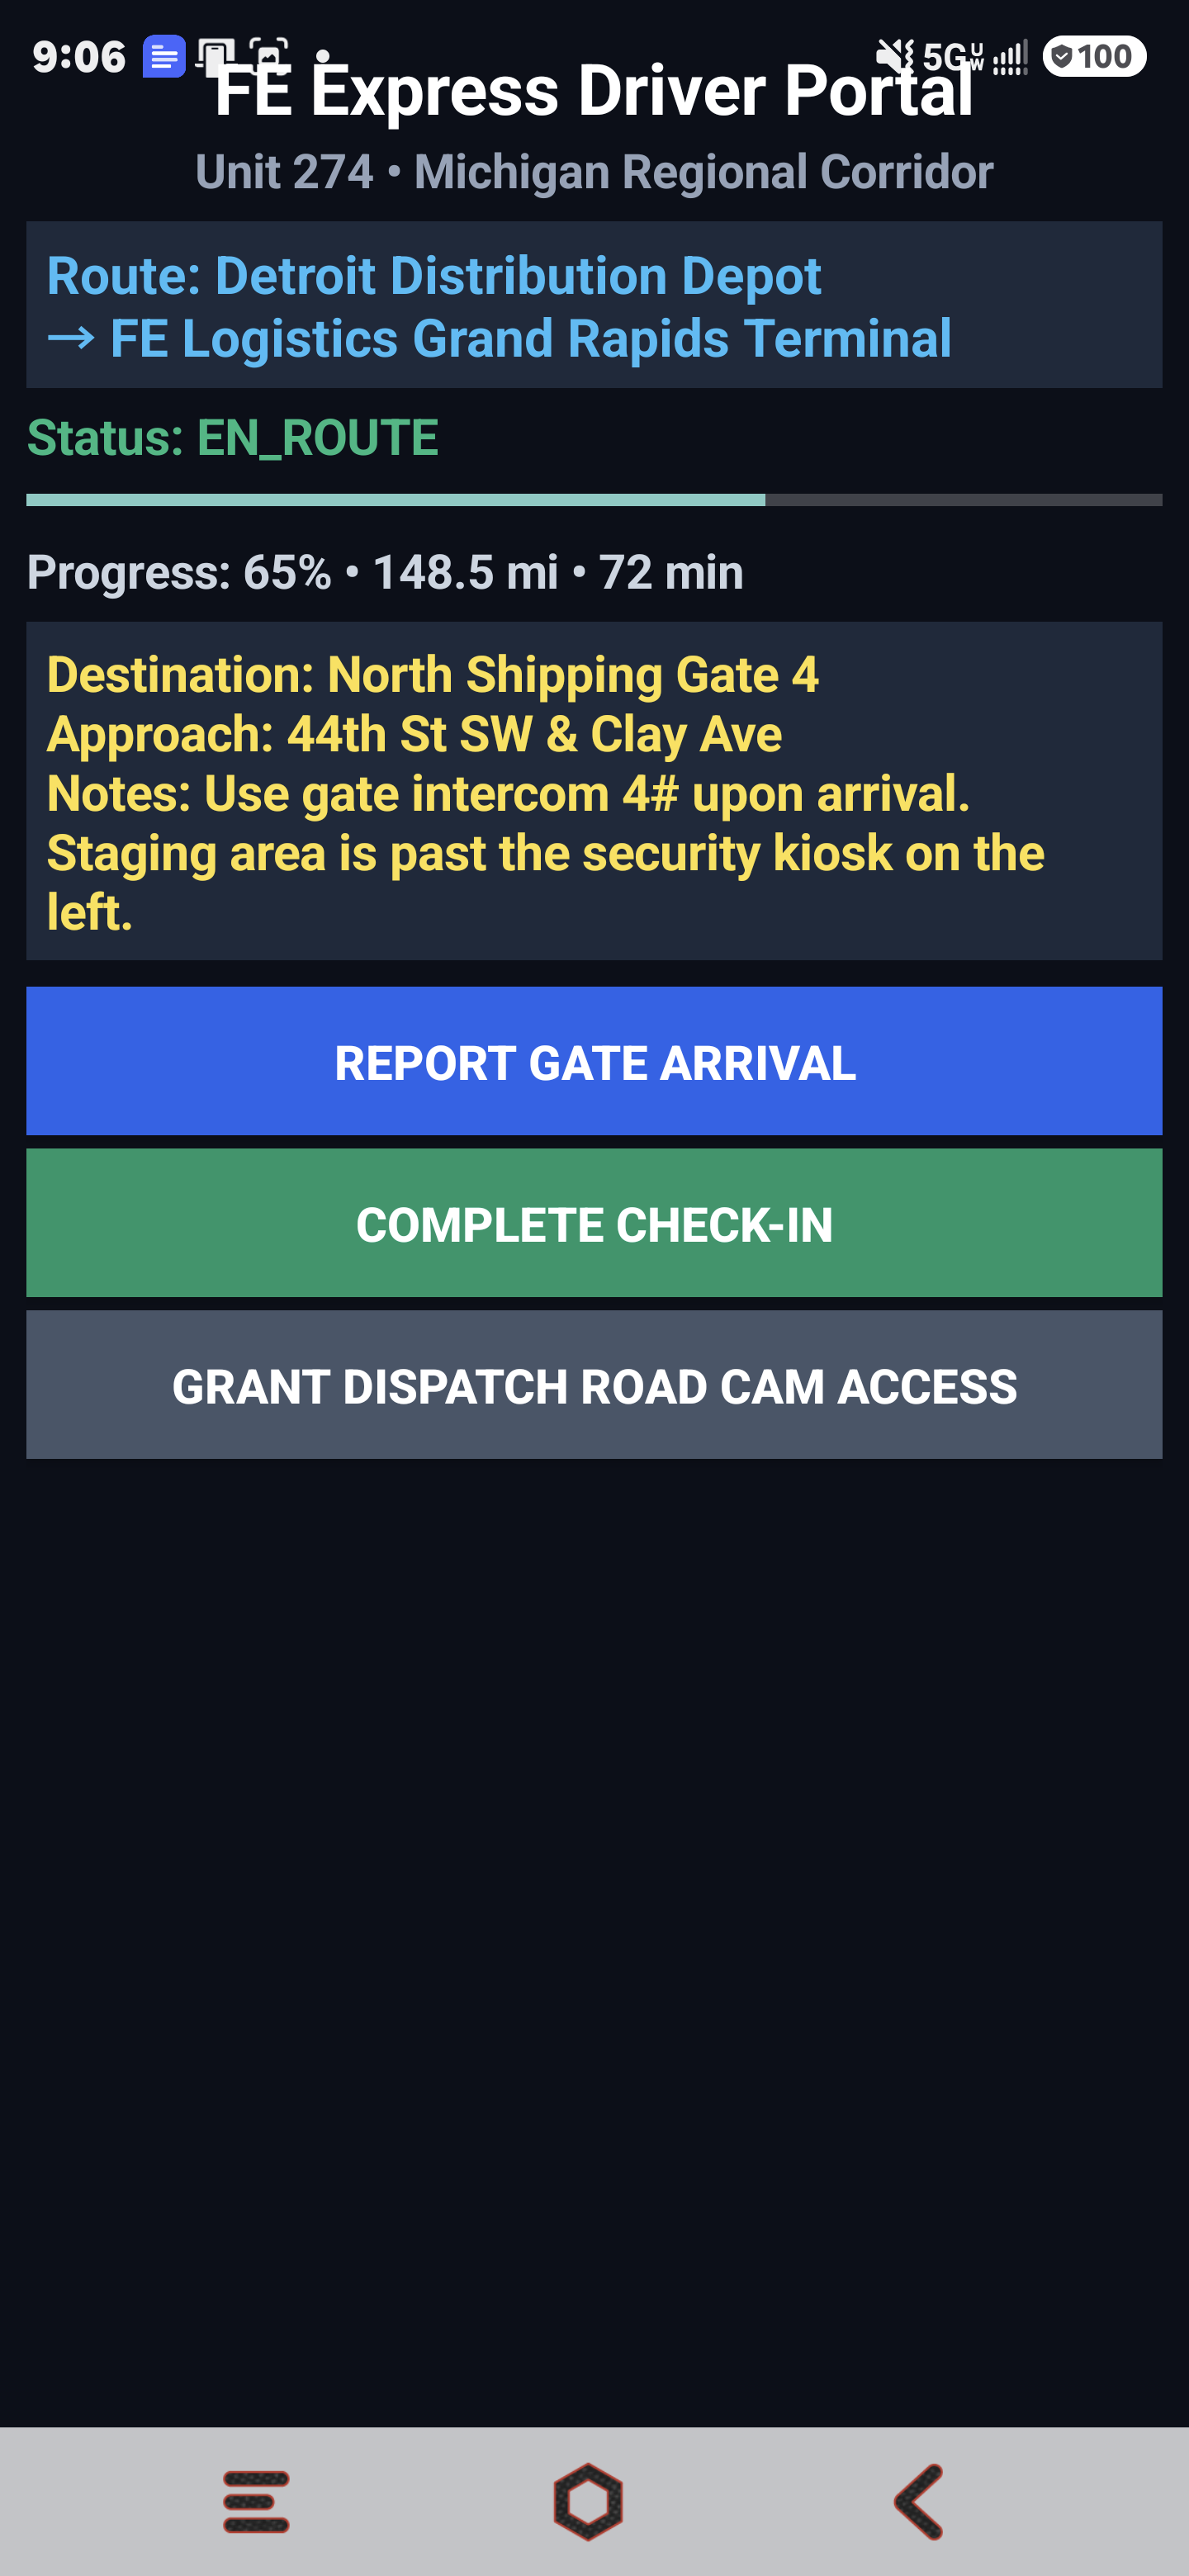 9:06
5G UW
100
FE Express Driver Portal
Unit 274 • Michigan Regional Corridor
Route: Detroit Distribution Depot
→ FE Logistics Grand Rapids Terminal
Status: EN_ROUTE
Progress: 65% • 148.5 mi • 72 min
Destination: North Shipping Gate 4
Approach: 44th St SW & Clay Ave
Notes: Use gate intercom 4# upon arrival.
Staging area is past the security kiosk on the
left.
REPORT GATE ARRIVAL
COMPLETE CHECK-IN
GRANT DISPATCH ROAD CAM ACCESS